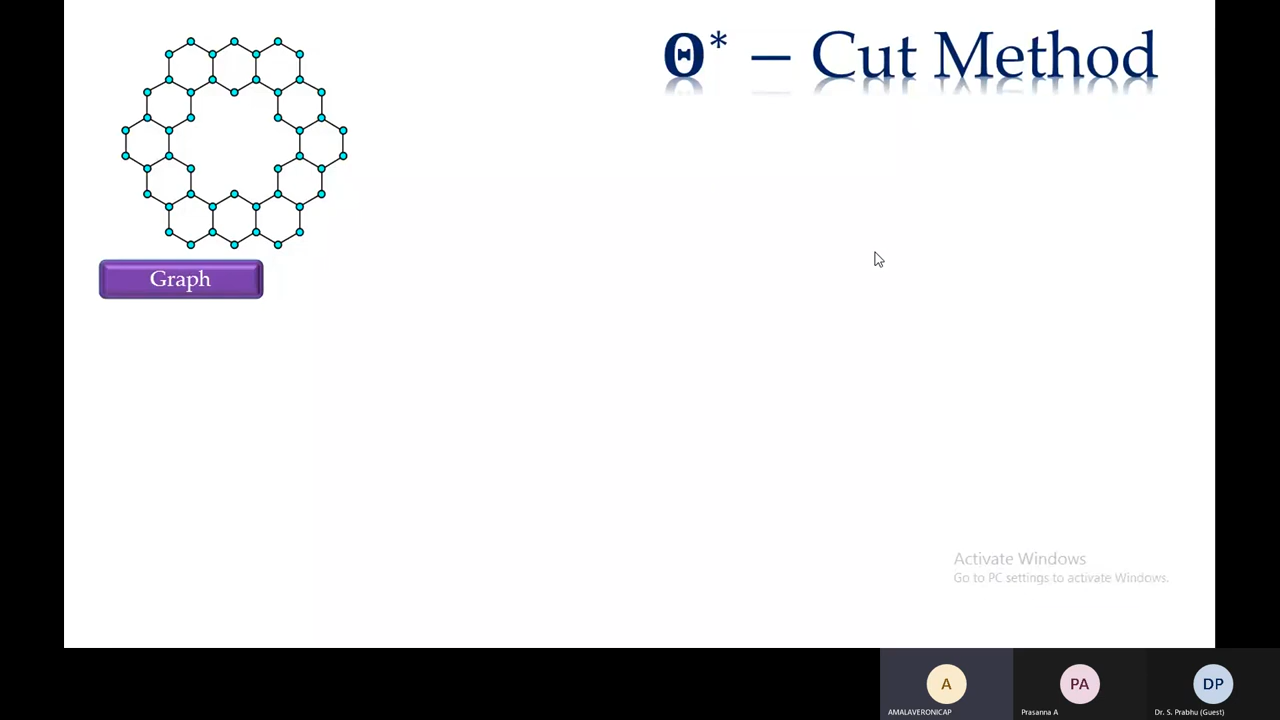 Θ* – Cut Method
Graph
Activate Windows
Go to PC settings to activate Windows.
A
PA
DP
AMALAVERONICAP
Prasanna A
Dr. S. Prabhu (Guest)